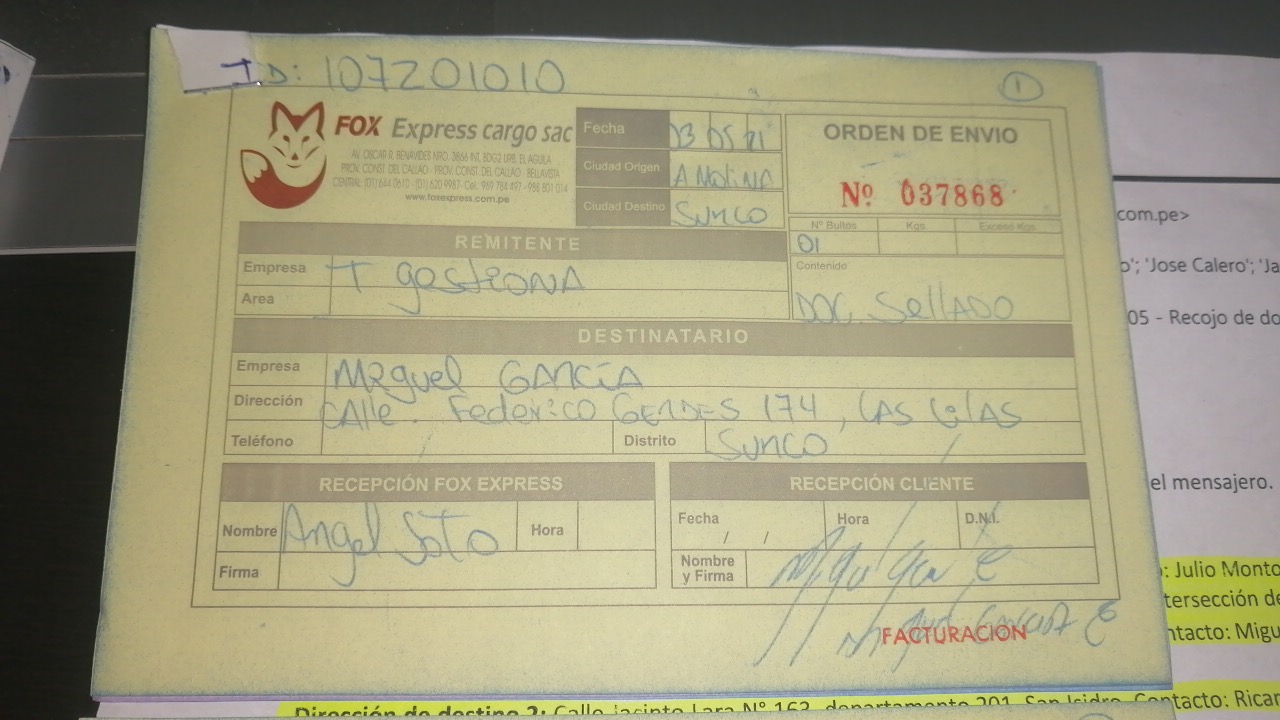 TD: 107201010
1
FOX Express cargo sac
AV. OSCAR R. BENAVIDES NRO. 3866 INT. BDG2 URB. EL AGUILA
PROV. CONST. DEL CALLAO - PROV. CONST. DEL CALLAO - BELLAVISTA
www.foxexpress.com.pe
Fecha 03 05 21
Ciudad Origen A Molina
Ciudad Destino Surco
ORDEN DE ENVIO
Nº 037868
Nº Bultos Kgs. Exceso Kgs.
01
Contenido
DOC. Sellado
REMITENTE
Empresa T gestiona
Area
DESTINATARIO
Empresa Miguel García
Dirección Calle. Federico Gerdes 174, Las Lilas
Teléfono
Distrito Surco
RECEPCIÓN FOX EXPRESS
Nombre Angel Soto Hora
Firma
RECEPCIÓN CLIENTE
Fecha / / Hora D.N.I.
Nombre
y Firma
FACTURACION
com.pe>
'; 'Jose Calero'; 'Ja
05 - Recojo de do
el mensajero.
: Julio Monto
tersección de
ntacto: Migu
Dirección de destino 2: Calle jacinto Lara N° 163, departamento 201, San Isidro. Contacto: Ricar